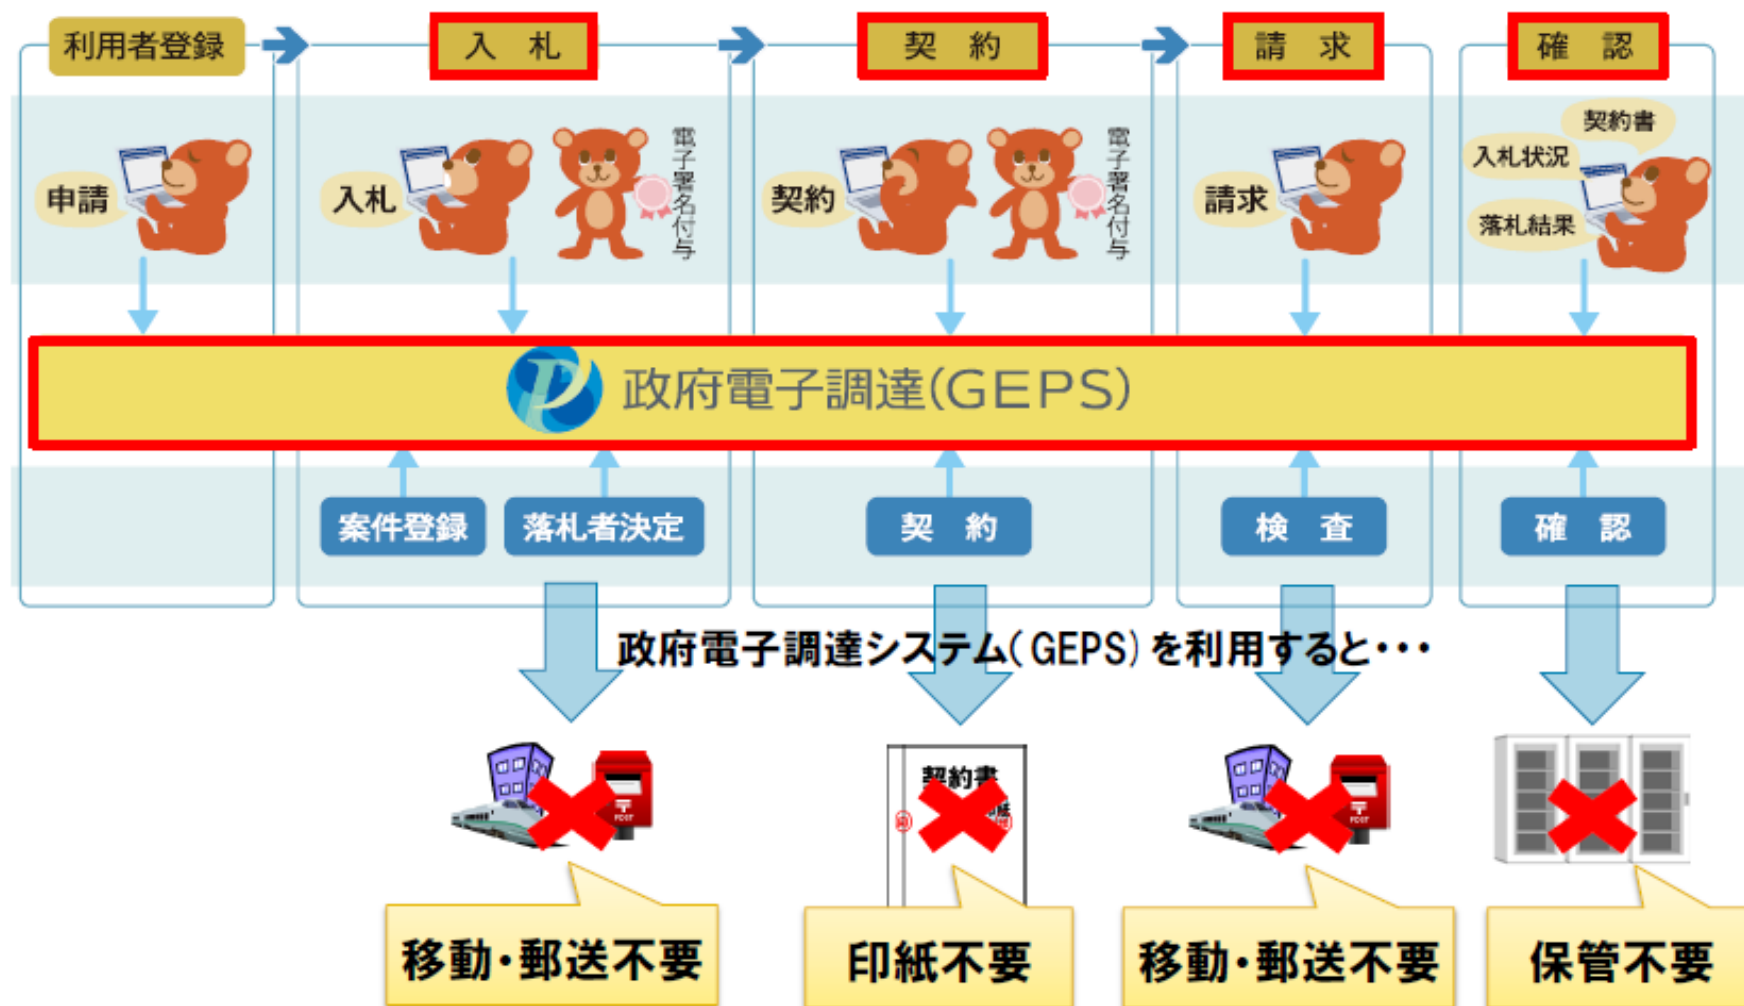 利用者登録
入 札
契 約
請 求
確 認
申請
入札
電子署名付与
契約
電子署名付与
請求
契約書
入札状況
落札結果
政府電子調達(GEPS)
案件登録
落札者決定
契 約
検 査
確 認
政府電子調達システム(GEPS)を利用すると・・・
POST
契約書
POST
移動・郵送不要
印紙不要
移動・郵送不要
保管不要